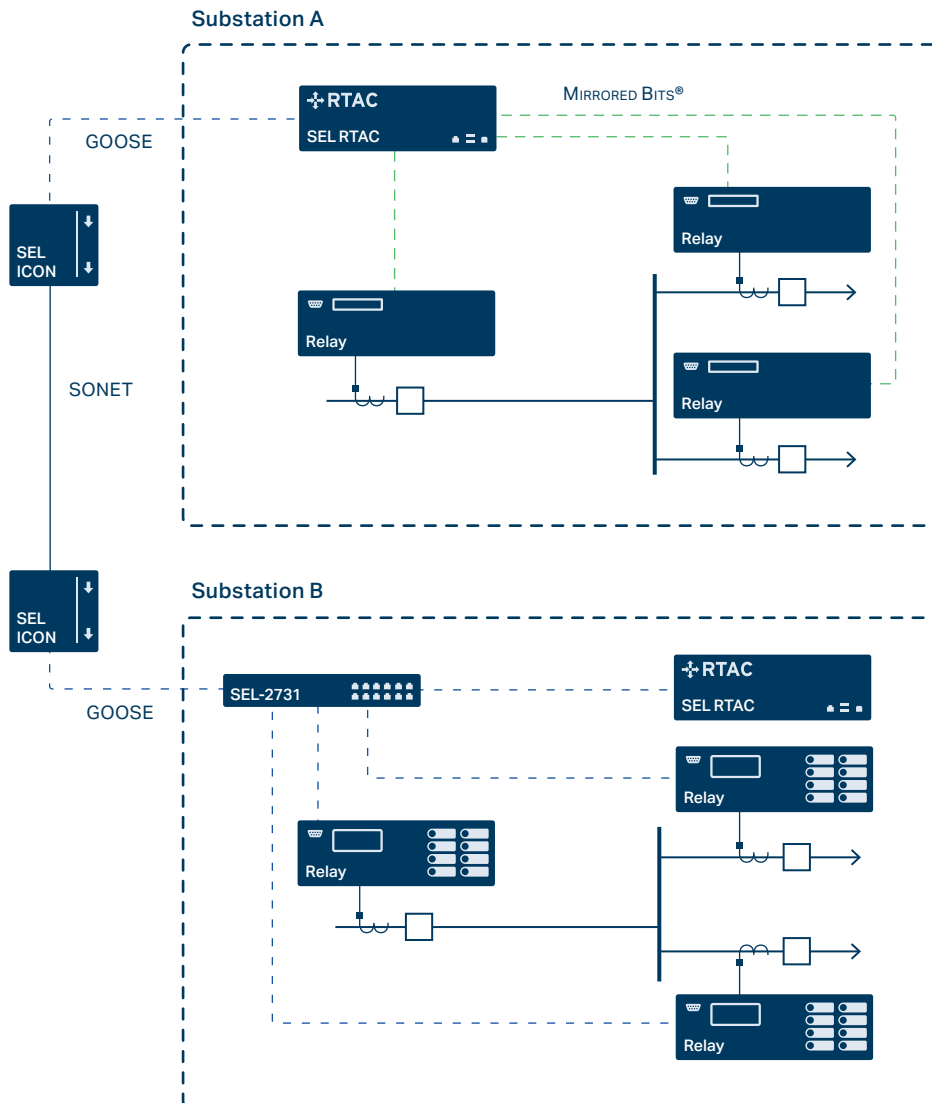 Substation A
RTAC
SEL RTAC
MIRRORED BITS®
GOOSE
Relay
SEL
ICON
Relay
Relay
SONET
SEL
ICON
Substation B
GOOSE
SEL-2731
RTAC
SEL RTAC
Relay
Relay
Relay